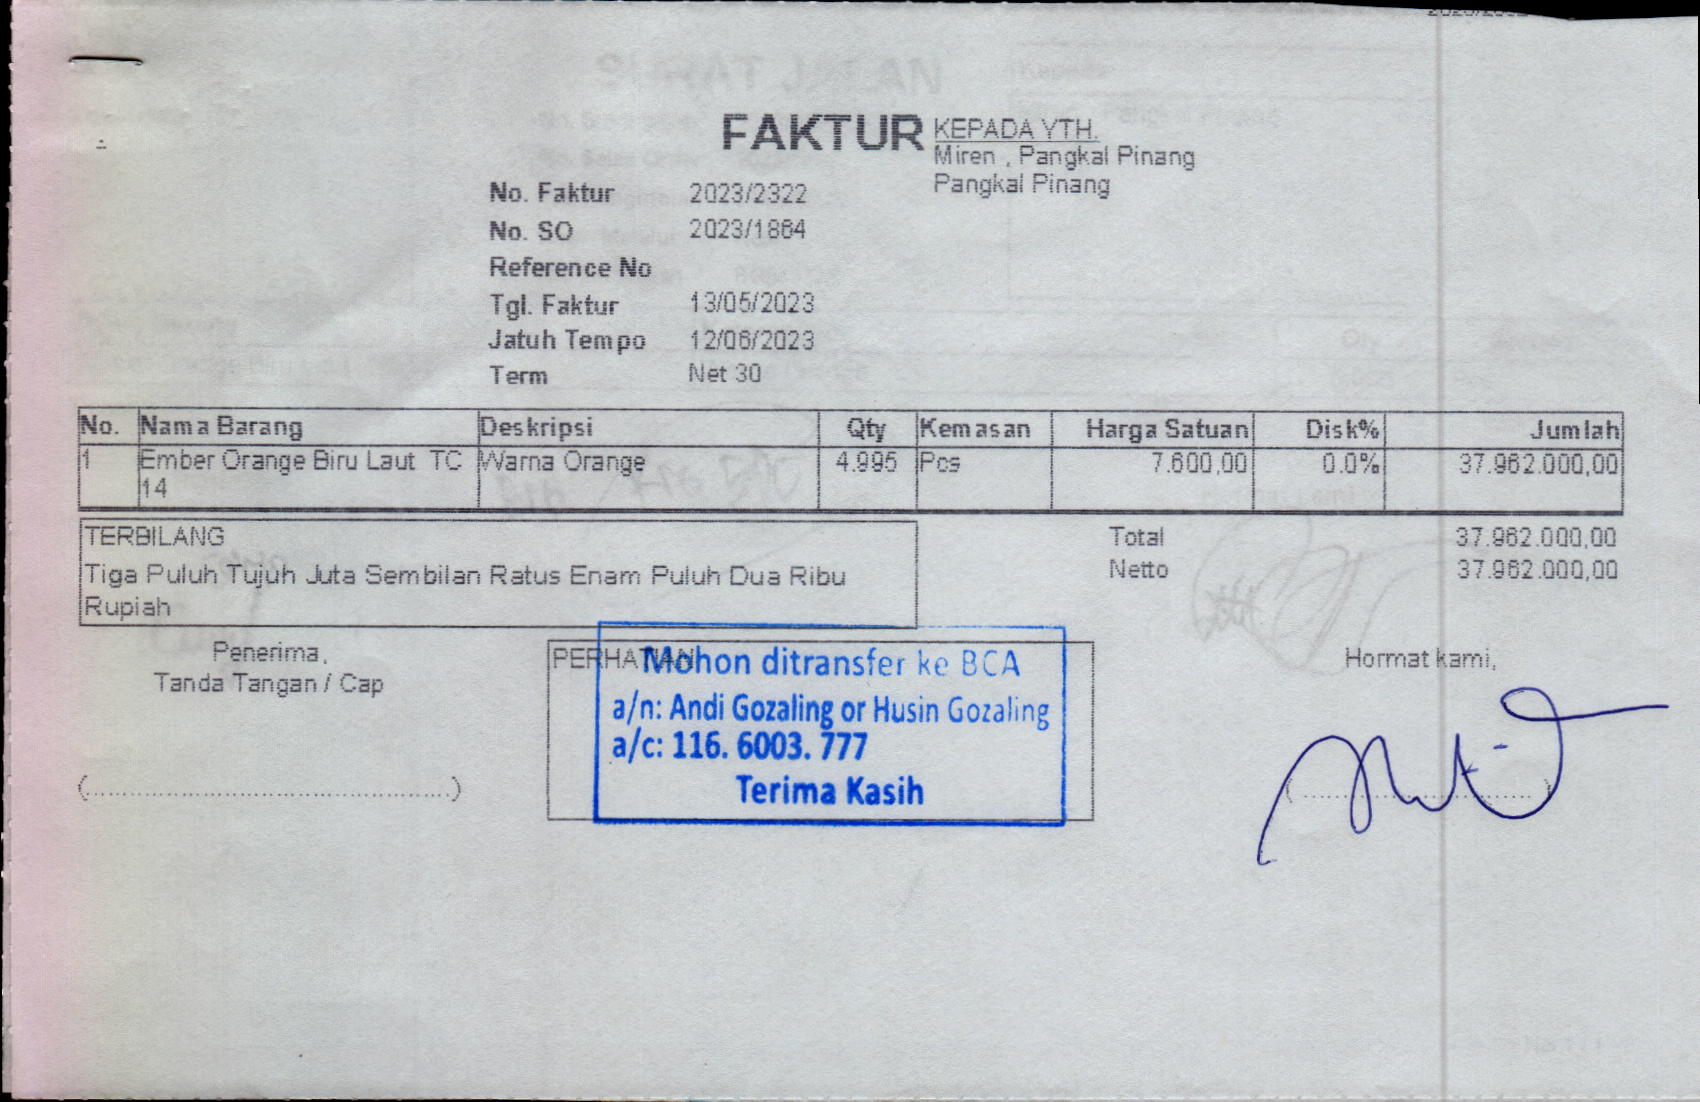 FAKTUR
KEPADA YTH.
Miren , Pangkal Pinang
Pangkal Pinang
No. Faktur 2023/2322
No. SO 2023/1864
Reference No
Tgl. Faktur 13/05/2023
Jatuh Tempo 12/06/2023
Term Net 30
No. Nama Barang Deskripsi Qty Kemasan Harga Satuan Disk% Jumlah
1 Ember Orange Biru Laut TC Warna Orange 4.995 Pcs 7.600,00 0.0% 37.962.000,00
14
TERBILANG
Tiga Puluh Tujuh Juta Sembilan Ratus Enam Puluh Dua Ribu
Rupiah
Total 37.962.000,00
Netto 37.962.000,00
Penerima,
Tanda Tangan / Cap
PERHATIAN
Mohon ditransfer ke BCA
a/n: Andi Gozaling or Husin Gozaling
a/c: 116. 6003. 777
Terima Kasih
Hormat kami,